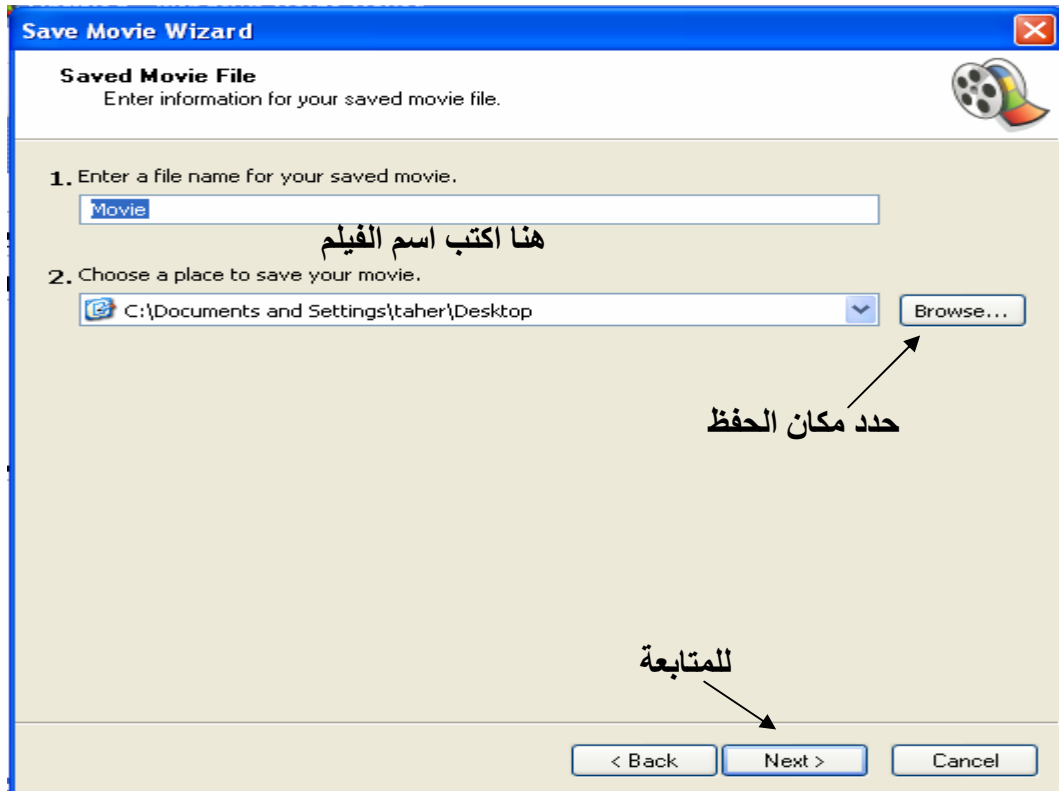 Save Movie Wizard
Saved Movie File
Enter information for your saved movie file.
1. Enter a file name for your saved movie.
Movie
هنا اكتب اسم الفيلم
2. Choose a place to save your movie.
C:\Documents and Settings\taher\Desktop
Browse...
حدد مكان الحفظ
للمتابعة
< Back
Next >
Cancel